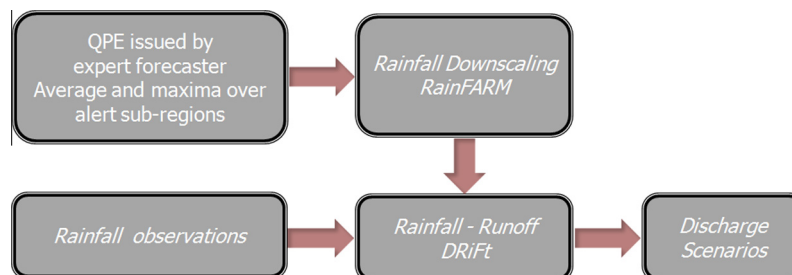 QPE issued by
expert forecaster
Average and maxima over
alert sub-regions
Rainfall Downscaling
RainFARM
Rainfall observations
Rainfall - Runoff
DRiFt
Discharge
Scenarios